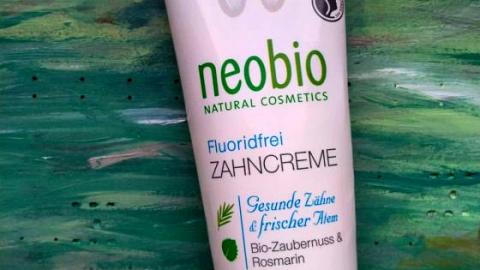 neobio
NATURAL COSMETICS
Fluoridfrei
ZAHNCREME
Gesunde Zähne
& frischer Atem
Bio-Zaubernuss &
Rosmarin